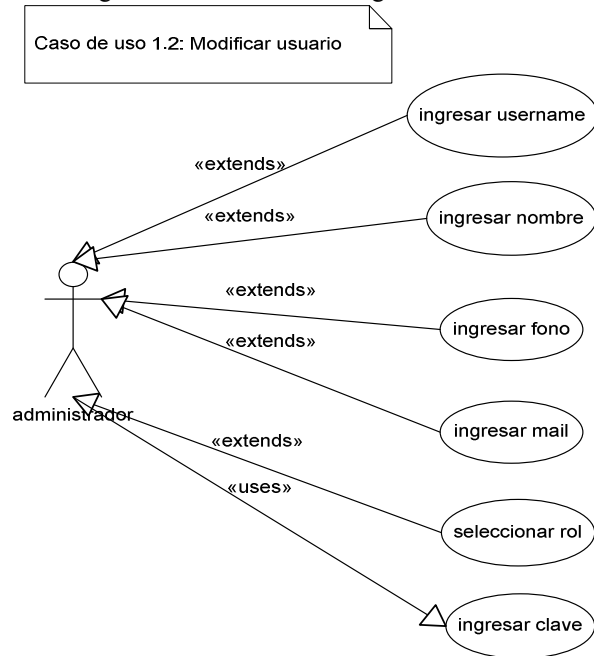 Caso de uso 1.2: Modificar usuario
ingresar username
«extends»
«extends»
ingresar nombre
«extends»
ingresar fono
«extends»
administrador
ingresar mail
«extends»
«uses»
seleccionar rol
ingresar clave